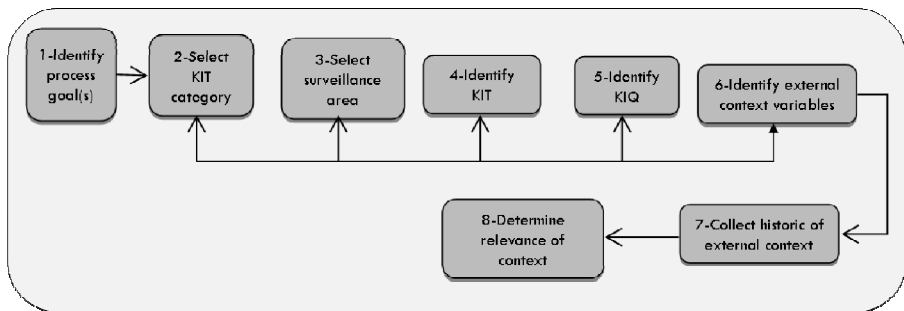 1-Identify
process
goal(s)
2-Select
KIT
category
3-Select
surveillance
area
4-Identify
KIT
5-Identify
KIQ
6-Identify external
context variables
7-Collect historic of
external context
8-Determine
relevance of
context